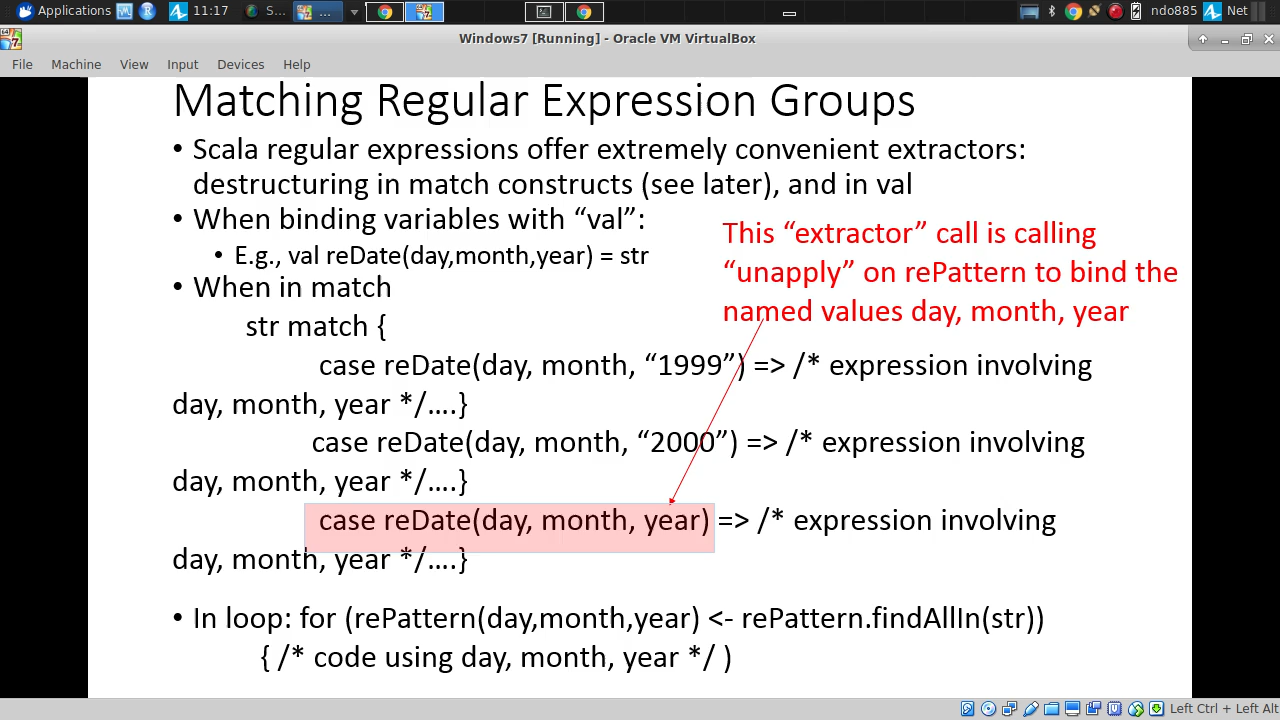 Applications 11:17 S... ... ndo885 Net
Windows7 [Running] - Oracle VM VirtualBox
File Machine View Input Devices Help
Matching Regular Expression Groups
• Scala regular expressions offer extremely convenient extractors:
destructuring in match constructs (see later), and in val
• When binding variables with “val”:
• E.g., val reDate(day,month,year) = str
This “extractor” call is calling
“unapply” on rePattern to bind the
named values day, month, year
• When in match
str match {
case reDate(day, month, “1999”) => /* expression involving
day, month, year */….}
case reDate(day, month, “2000”) => /* expression involving
day, month, year */….}
case reDate(day, month, year) => /* expression involving
day, month, year */….}
• In loop: for (rePattern(day,month,year) <- rePattern.findAllIn(str))
{ /* code using day, month, year */ )
Left Ctrl + Left Alt